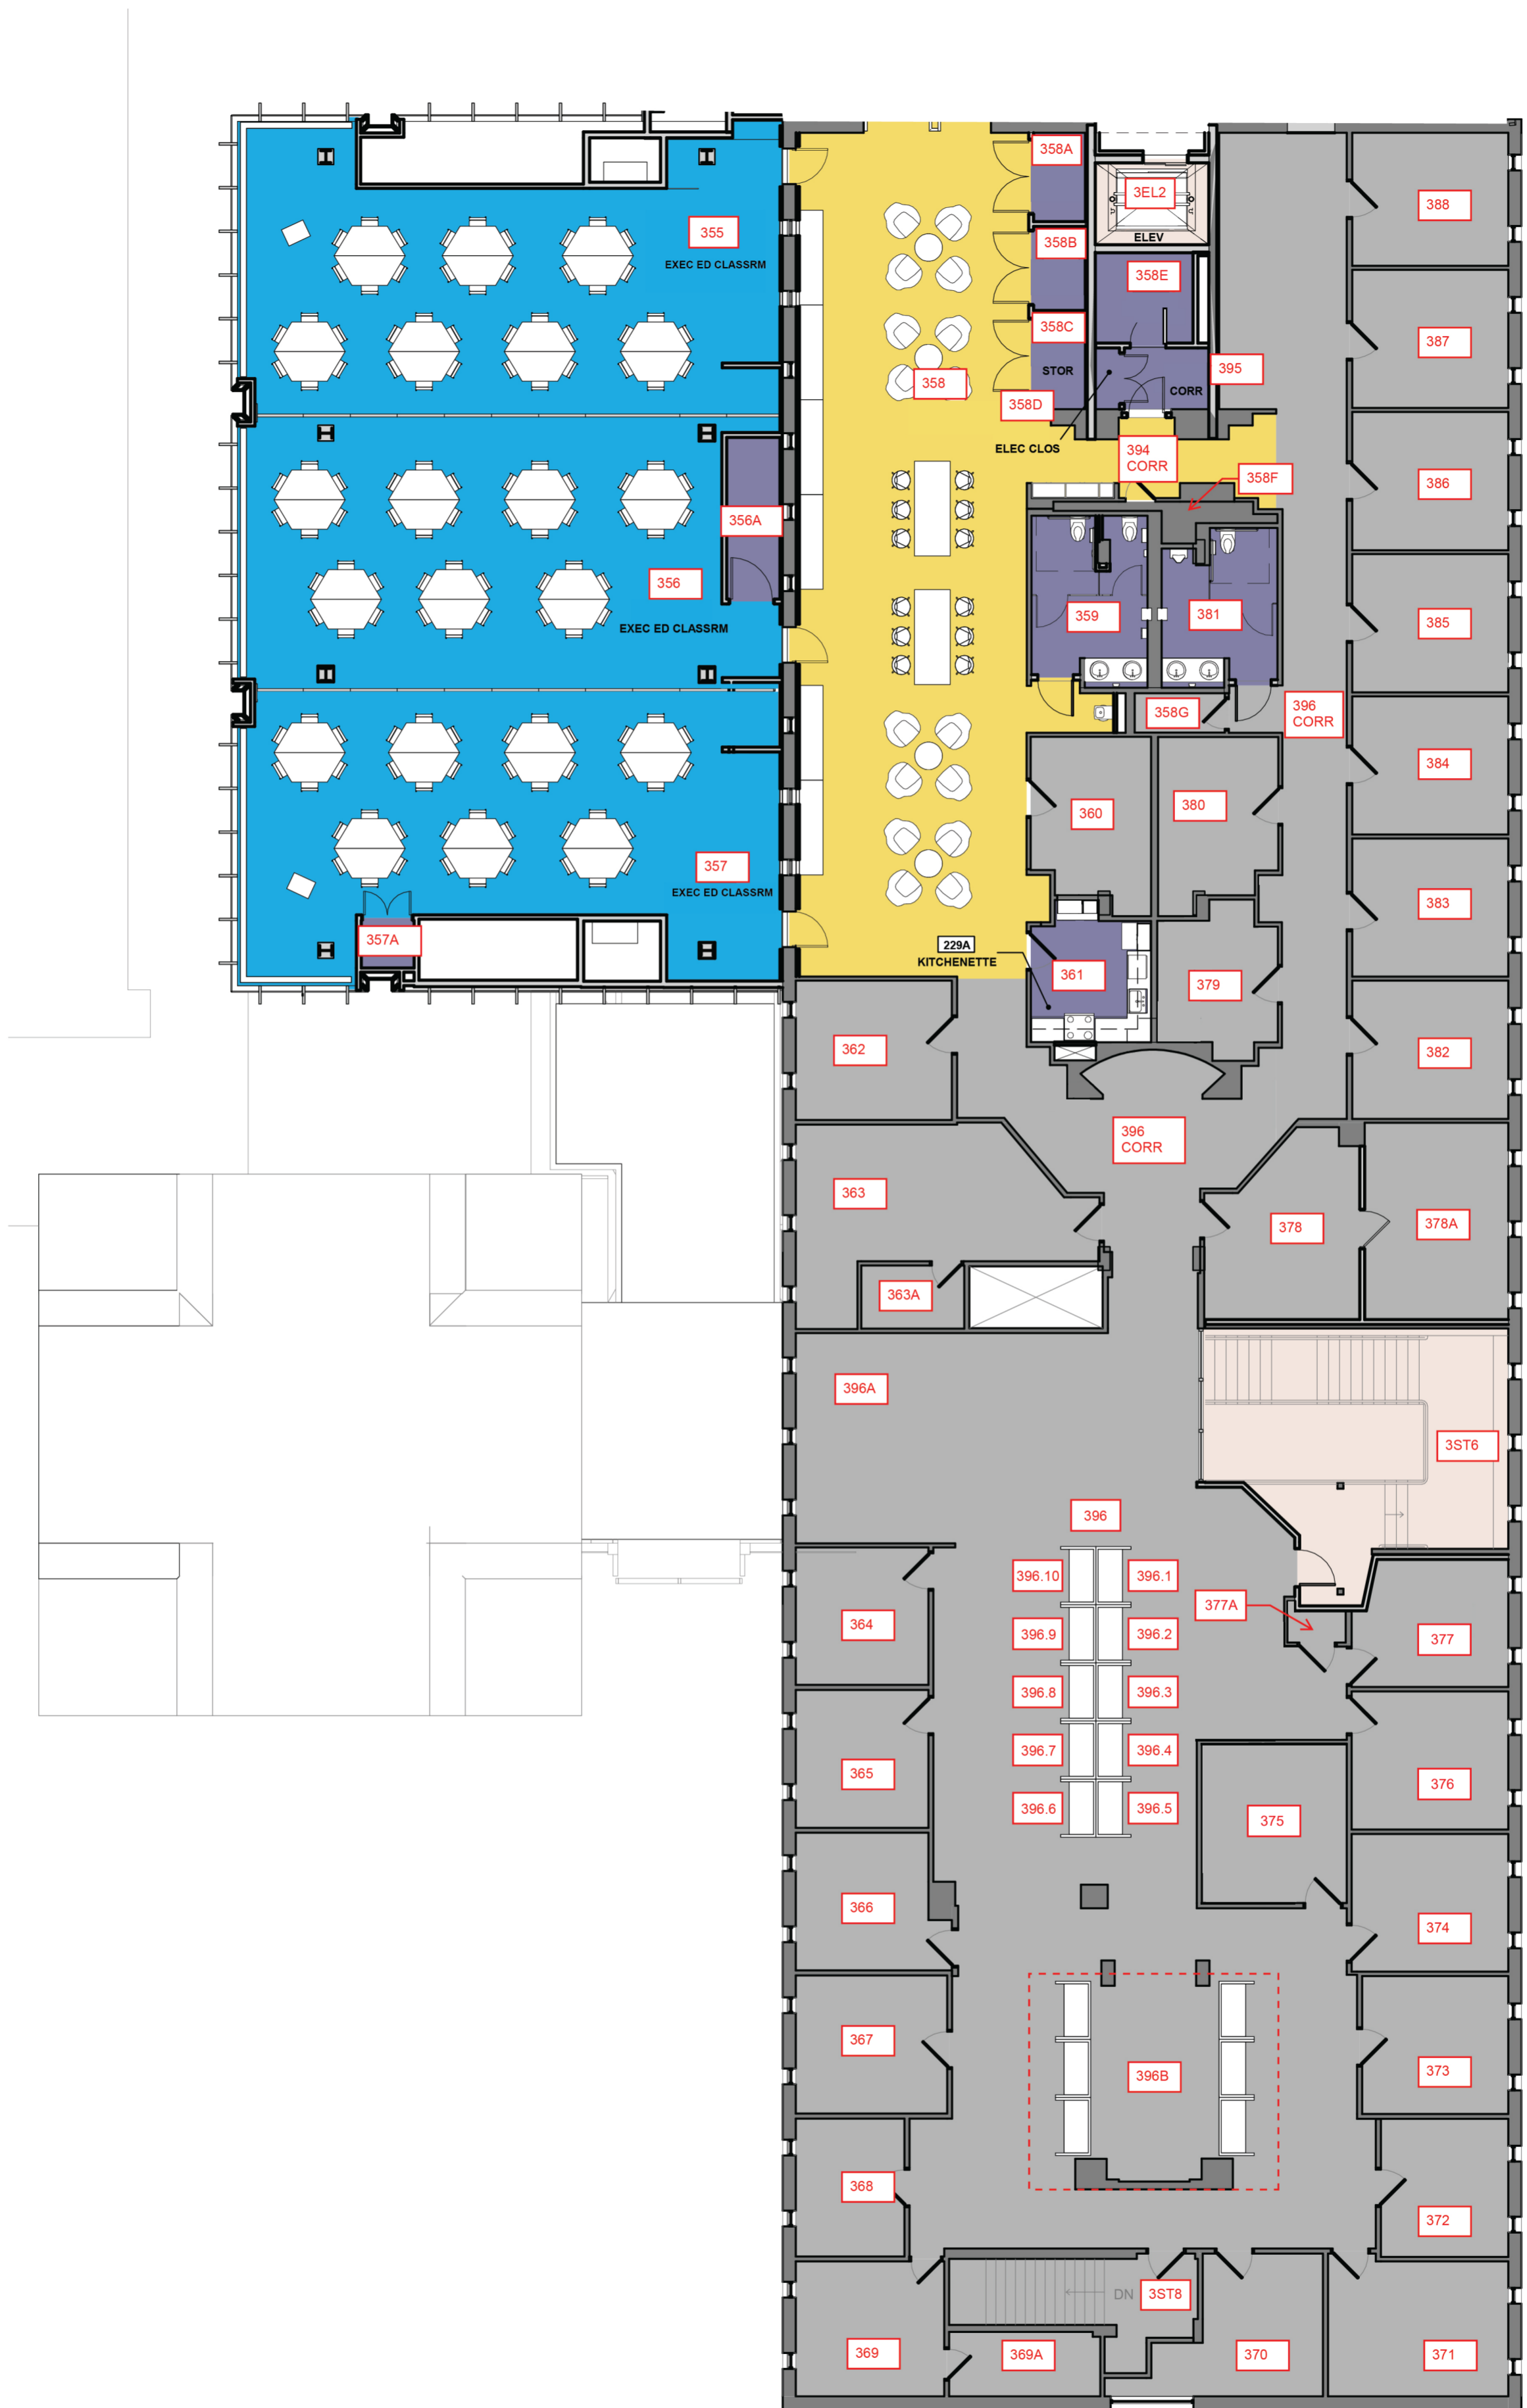 358A
3EL2
ELEV
388
355
EXEC ED CLASSRM
358B
358E
358C
STOR
387
358
358D
CORR
395
ELEC CLOS
394
CORR
358F
386
356A
356
EXEC ED CLASSRM
359
381
385
358G
396
CORR
384
360
380
357
EXEC ED CLASSRM
383
357A
229A
KITCHENETTE
361
379
362
382
396
CORR
363
378
378A
363A
396A
3ST6
396
396.10
396.1
377A
364
396.9
396.2
377
396.8
396.3
365
396.7
396.4
376
396.6
396.5
375
366
374
367
396B
373
368
372
DN
3ST8
369
369A
370
371